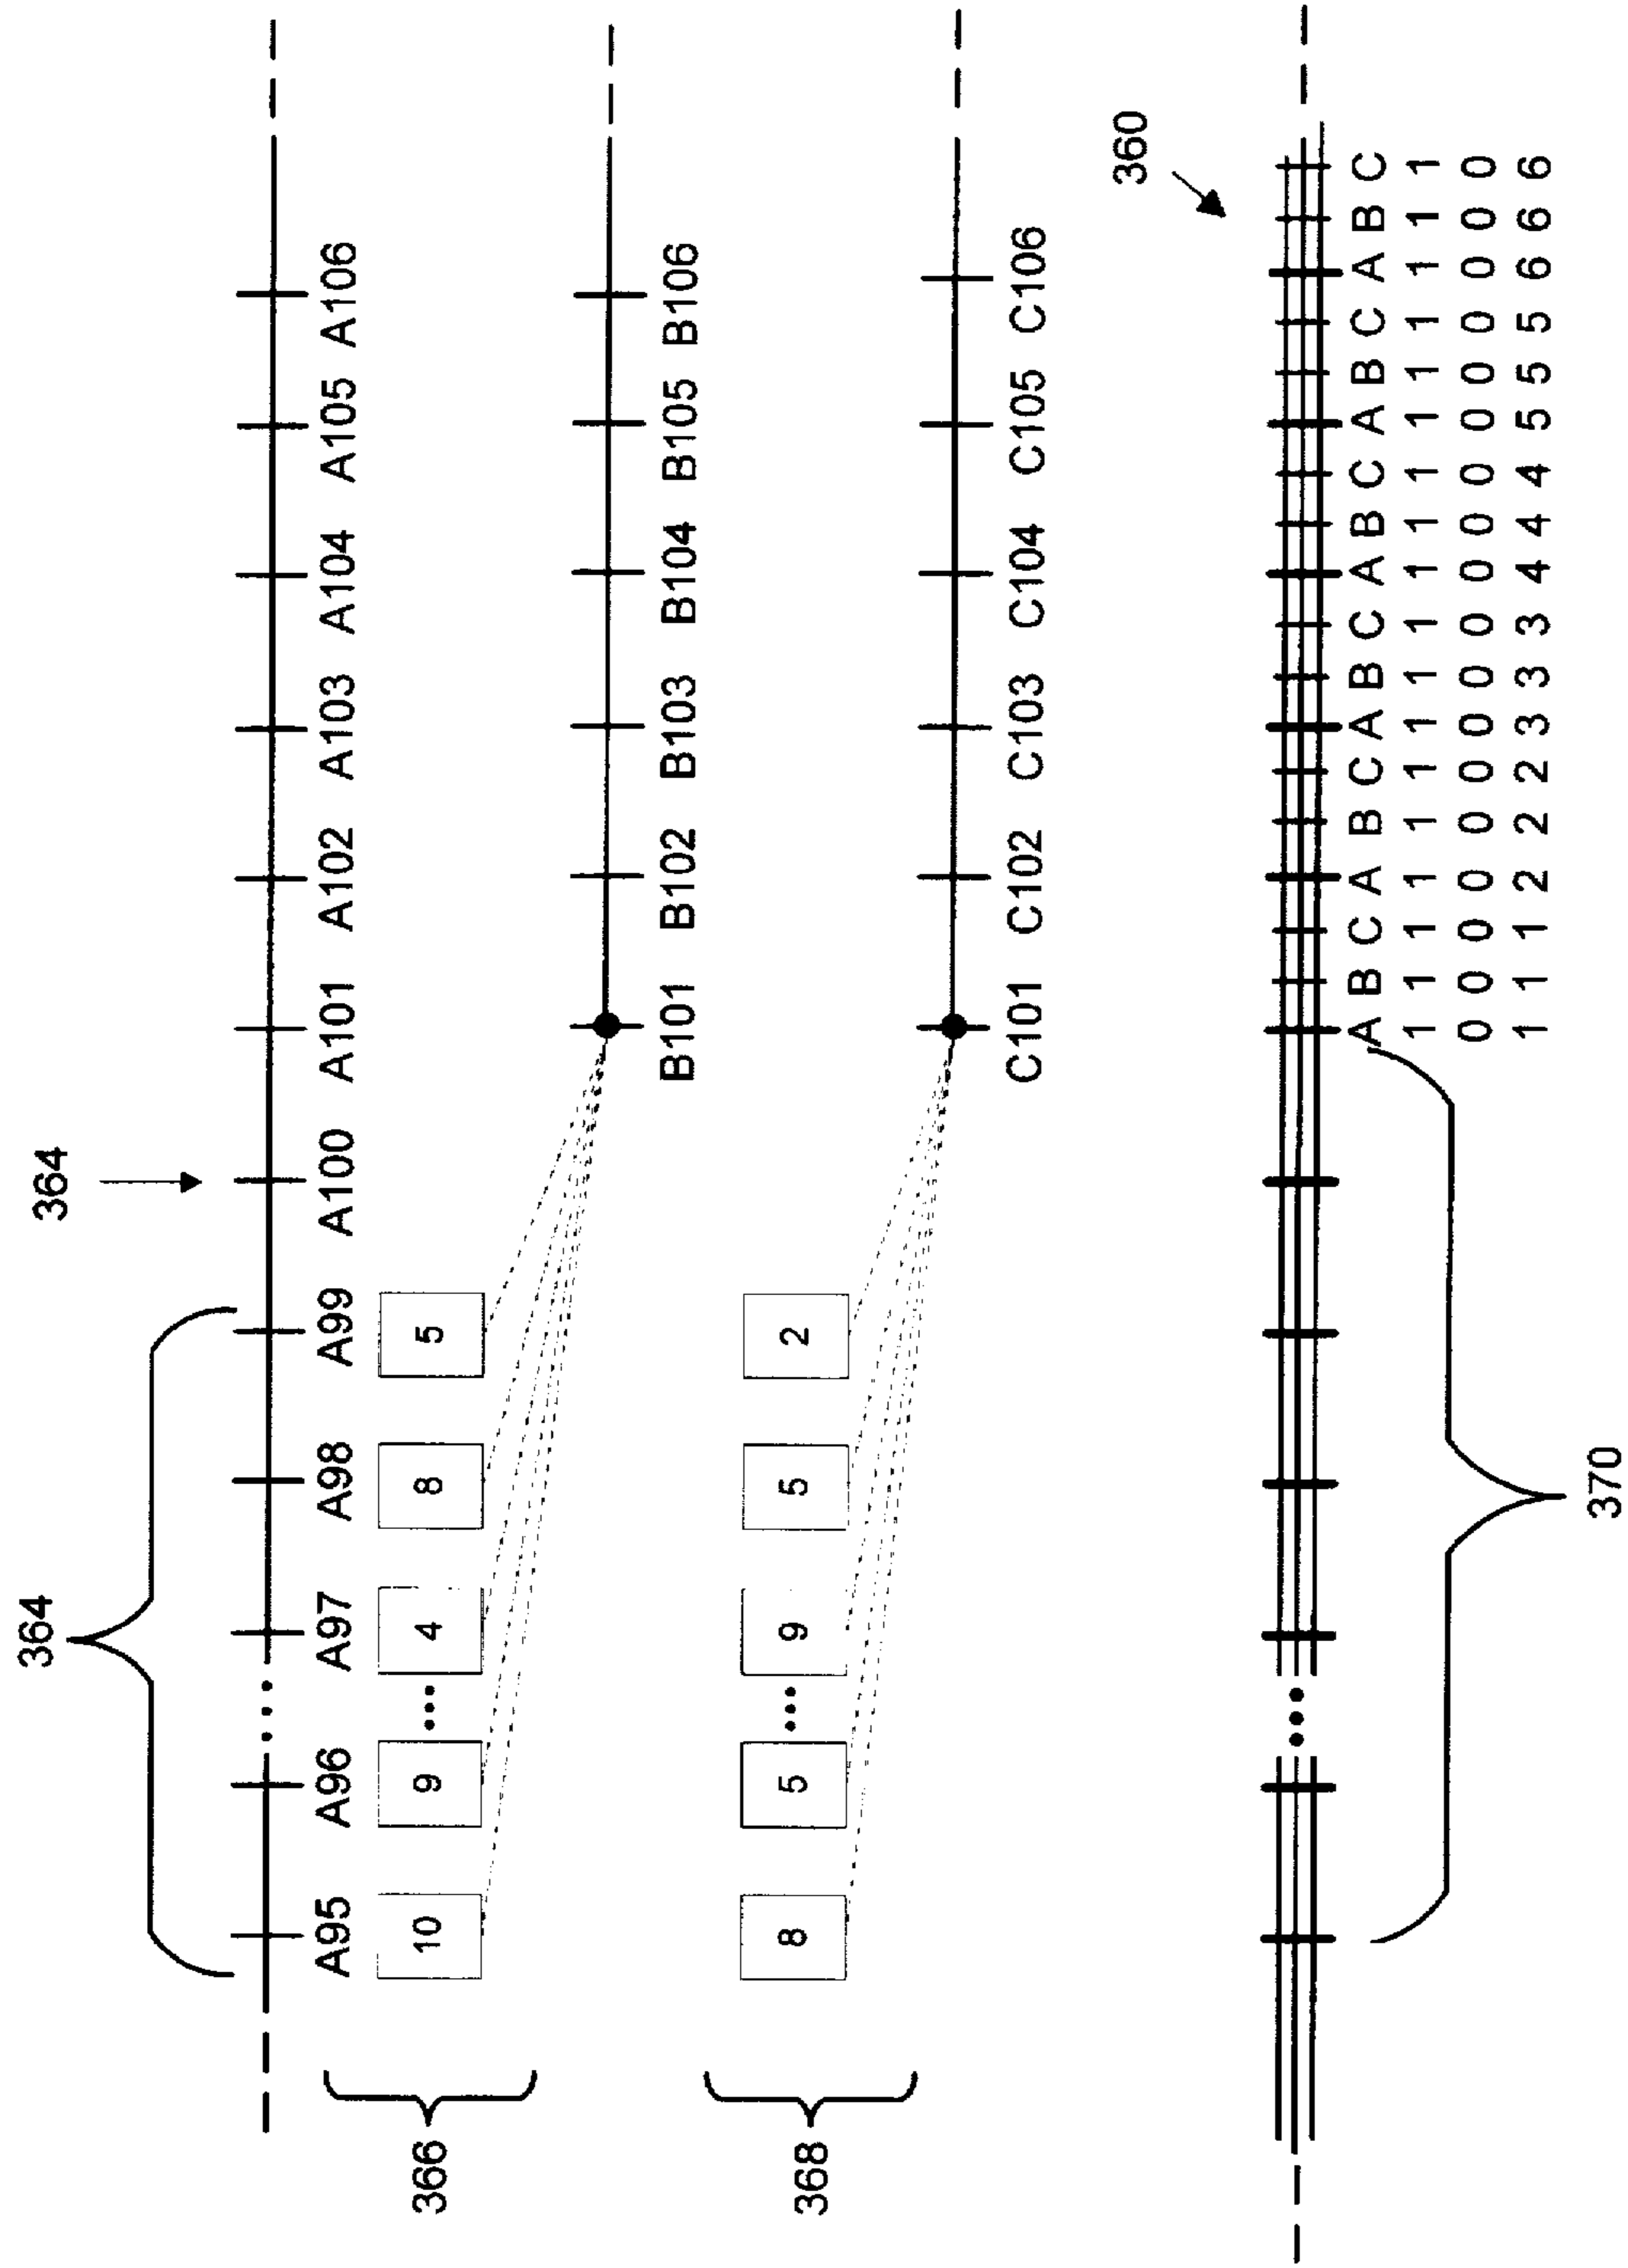 364 364
A95 A96 A97 A98 A99 A100 A101 A102 A103 A104 A105 A106
366 10 9 ••• 4 8 5
B101 B102 B103 B104 B105 B106
368 8 5 ••• 9 5 2
C101 C102 C103 C104 C105 C106
360
A B C A B C A B C A B C A B C A B C
1 1 1 1 1 1 1 1 1 1 1 1 1 1 1 1 1 1
0 0 0 0 0 0 0 0 0 0 0 0 0 0 0 0 0 0
1 1 1 2 2 2 3 3 3 4 4 4 5 5 5 6 6 6
370